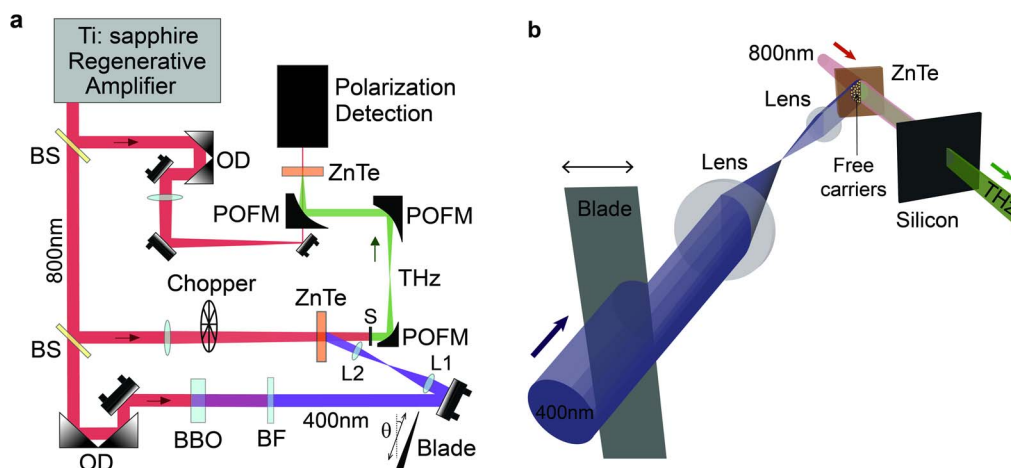 a
Ti: sapphire
Regenerative
Amplifier
Polarization
Detection
BS
OD
ZnTe
POFM
POFM
800nm
Chopper
ZnTe
THz
S
POFM
BS
L2
L1
400nm
θ
BBO
BF
Blade
OD
b
800nm
ZnTe
Lens
Lens
Free
carriers
Blade
Silicon
THz
400nm